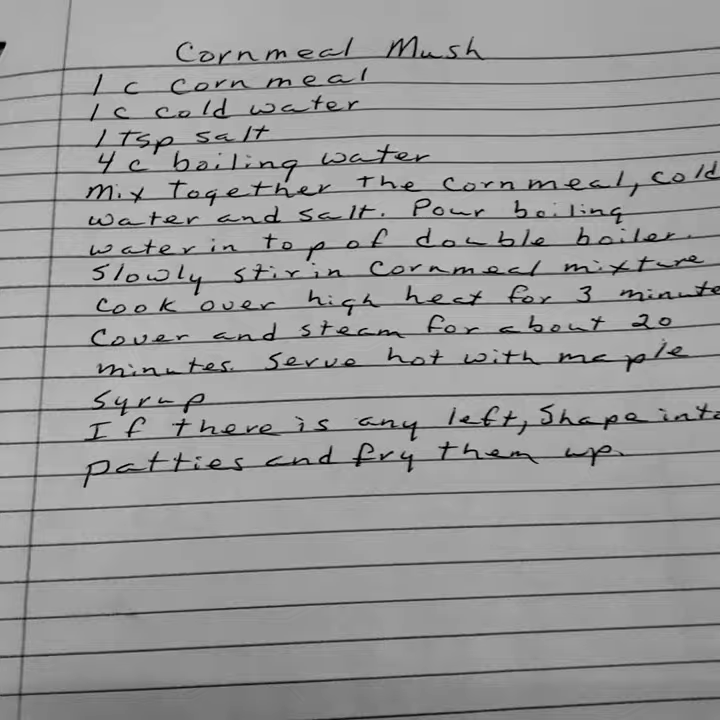 Cornmeal Mush
1 c cornmeal
1 c cold water
1 Tsp salt
4 c boiling water
Mix together the cornmeal, cold
water and salt. Pour boiling
water in top of double boiler.
Slowly stir in cornmeal mixture
Cook over high heat for 3 minute
Cover and steam for about 20
minutes. Serve hot with maple
Syrup
If there is any left, Shape into
patties and fry them up.